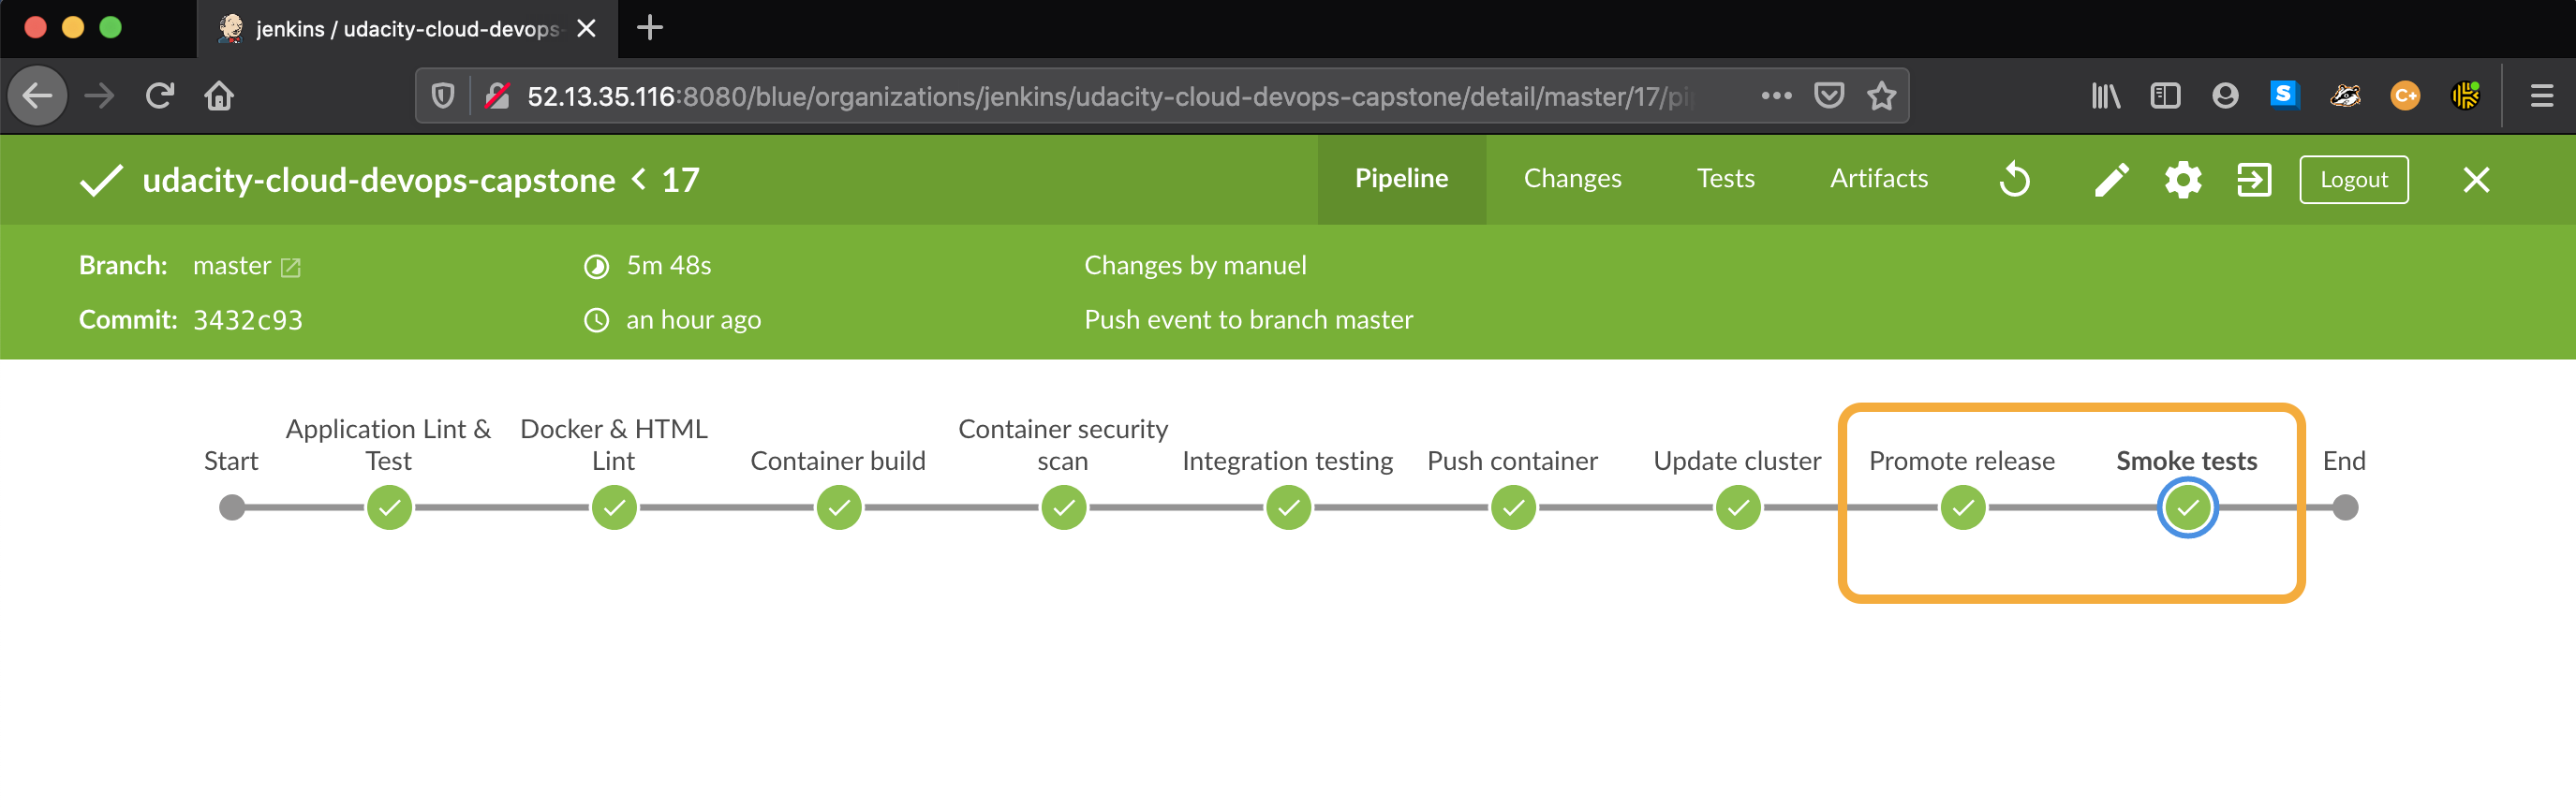 jenkins / udacity-cloud-devops-
52.13.35.116:8080/blue/organizations/jenkins/udacity-cloud-devops-capstone/detail/master/17/pi
S
C+
udacity-cloud-devops-capstone < 17
Pipeline
Changes
Tests
Artifacts
Logout
Branch: master
5m 48s
Changes by manuel
Commit: 3432c93
an hour ago
Push event to branch master
Start
Application Lint &
Test
Docker & HTML
Lint
Container build
Container security
scan
Integration testing
Push container
Update cluster
Promote release
Smoke tests
End